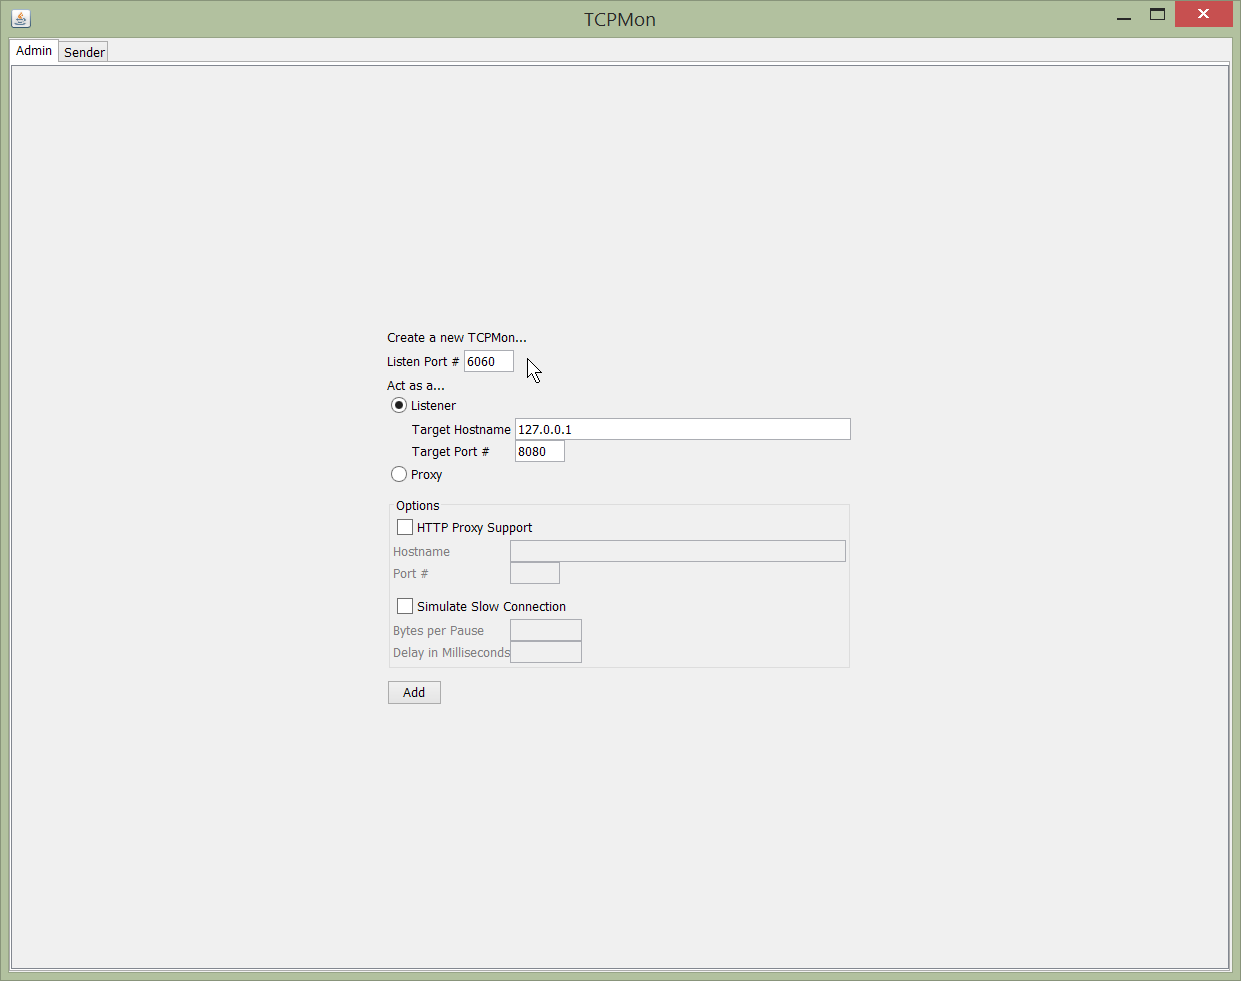 TCPMon
Admin Sender
Create a new TCPMon...
Listen Port # 6060
Act as a...
Listener
Target Hostname 127.0.0.1
Target Port # 8080
Proxy
Options
HTTP Proxy Support
Hostname
Port #
Simulate Slow Connection
Bytes per Pause
Delay in Milliseconds
Add